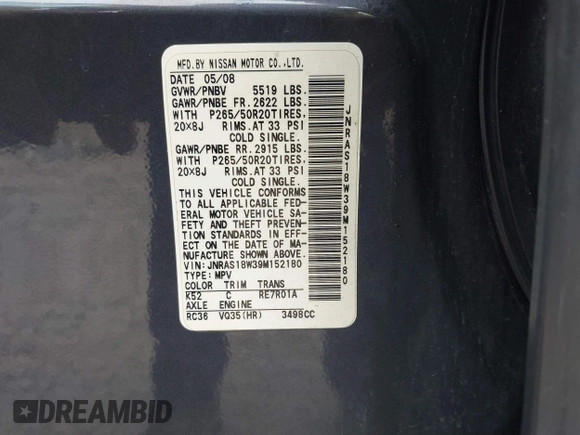 MFD.BY NISSAN MOTOR CO.,LTD.
DATE 05/08
GVWR/PNBV 5519 LBS.
GAWR/PNBE FR. 2622 LBS.
WITH P265/50R20TIRES,
20×8J RIMS.AT 33 PSI
COLD SINGLE.
GAWR/PNBE RR. 2915 LBS.
WITH P265/50R20TIRES,
20×8J RIMS.AT 33 PSI
COLD SINGLE.
THIS VEHICLE CONFORMS
TO ALL APPLICABLE FED-
ERAL MOTOR VEHICLE SA-
FETY AND THEFT PREVEN-
TION STANDARDS IN EFF-
ECT ON THE DATE OF MA-
NUFACTURE SHOWN ABOVE.
VIN: JNRAS18W39M152180
TYPE: MPV
COLOR TRIM TRANS
K52 C RE7R01A
AXLE ENGINE
RC36 VQ35(HR) 3498CC
JNRAS18W39M152180
DREAMBID